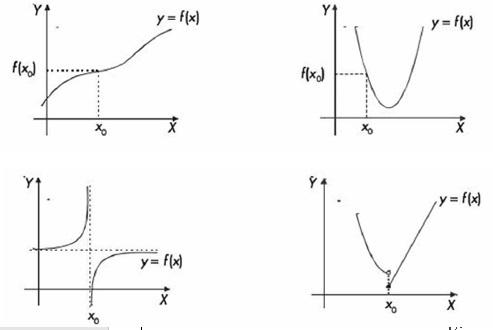 Y
y = f(x)
f(x₀)
x₀
X
Y
y = f(x)
f(x₀)
x₀
X
Y
y = f(x)
x₀
X
Y
y = f(x)
x₀
X